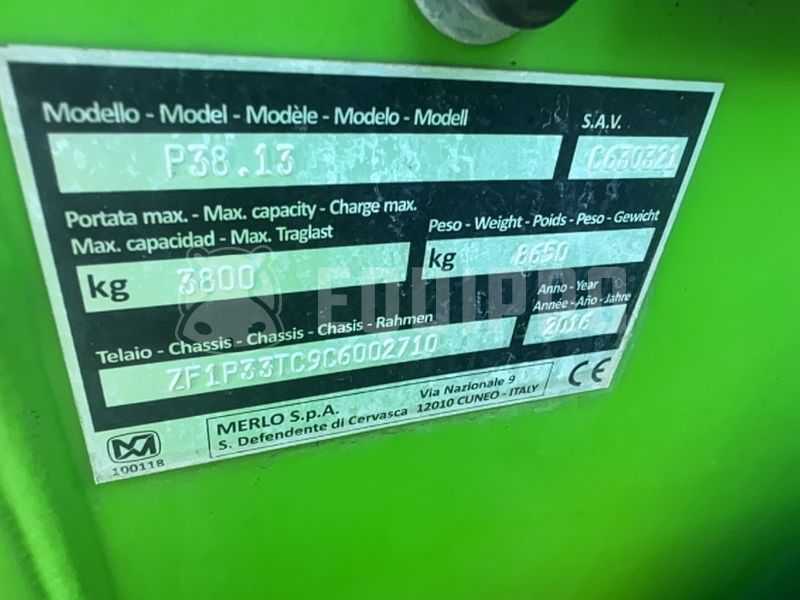 Modello - Model - Modèle - Modelo - Modell
S.A.V.
P38.13
C630321
Portata max. - Max. capacity - Charge max.
Max. capacidad - Max. Traglast
Peso - Weight - Poids - Peso - Gewicht
kg 3800
kg 8650
EQUIPPO
Anno - Year
Année - Año - Jahre
2016
Telaio - Chassis - Chassis - Chasis - Rahmen
ZF1P33TC9C6002710
MERLO S.p.A.
Via Nazionale 9
S. Defendente di Cervasca
12010 CUNEO - ITALY
CE
100118